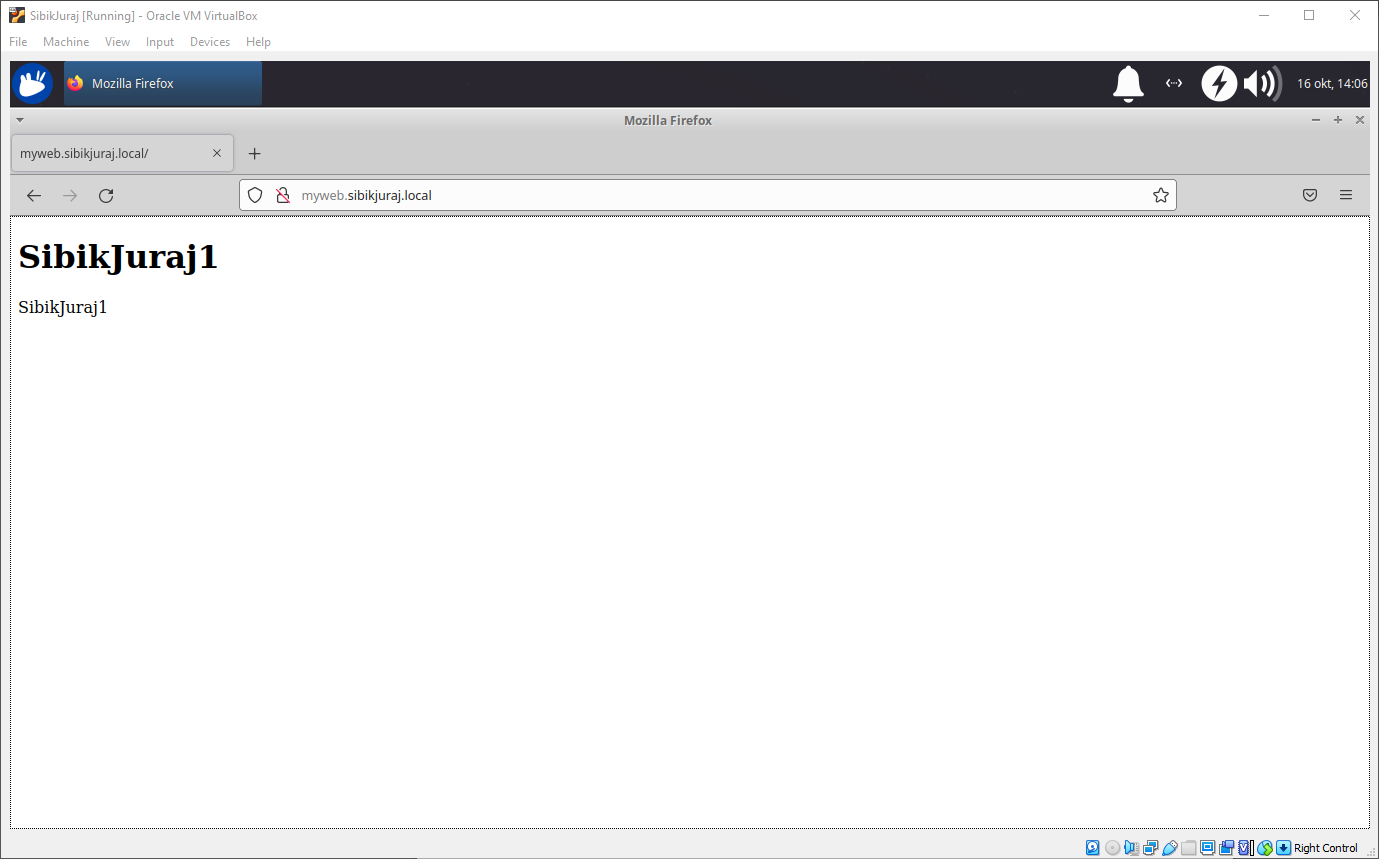 SibikJuraj [Running] - Oracle VM VirtualBox
File Machine View Input Devices Help
Mozilla Firefox
16 okt, 14:06
Mozilla Firefox
myweb.sibikjuraj.local/
myweb.sibikjuraj.local
SibikJuraj1
SibikJuraj1
Right Control